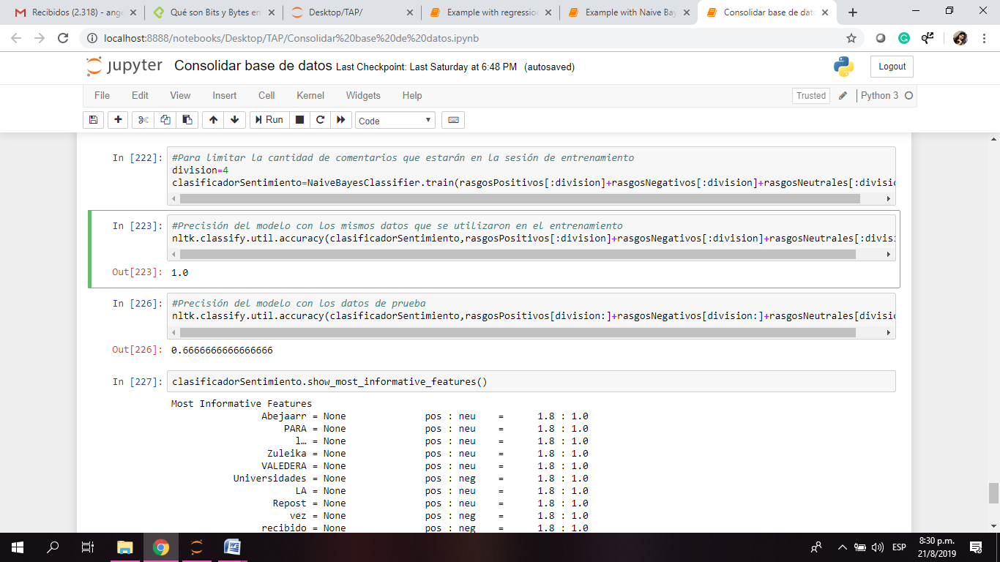 Recibidos (2.318) - ang
Qué son Bits y Bytes en
Desktop/TAP/
Example with regression
Example with Naive Bay
Consolidar base de dato
localhost:8888/notebooks/Desktop/TAP/Consolidar%20base%20de%20datos.ipynb
jupyter Consolidar base de datos Last Checkpoint: Last Saturday at 6:48 PM (autosaved)
Logout
File Edit View Insert Cell Kernel Widgets Help
Trusted Python 3
Run Code
In [222]: #Para limitar la cantidad de comentarios que estarán en la sesión de entrenamiento
division=4
clasificadorSentimiento=NaiveBayesClassifier.train(rasgosPositivos[:division]+rasgosNegativos[:division]+rasgosNeutrales[:divisio
In [223]: #Precisión del modelo con los mismos datos que se utilizaron en el entrenamiento
nltk.classify.util.accuracy(clasificadorSentimiento,rasgosPositivos[:division]+rasgosNegativos[:division]+rasgosNeutrales[:divisi
Out[223]: 1.0
In [226]: #Precisión del modelo con los datos de prueba
nltk.classify.util.accuracy(clasificadorSentimiento,rasgosPositivos[division:]+rasgosNegativos[division:]+rasgosNeutrales[divisio
Out[226]: 0.6666666666666666
In [227]: clasificadorSentimiento.show_most_informative_features()
Most Informative Features
Abejaarr = None pos : neu = 1.8 : 1.0
PARA = None pos : neu = 1.8 : 1.0
l… = None pos : neu = 1.8 : 1.0
Zuleika = None pos : neu = 1.8 : 1.0
VALEDERA = None pos : neu = 1.8 : 1.0
Universidades = None pos : neg = 1.8 : 1.0
LA = None pos : neu = 1.8 : 1.0
Repost = None pos : neu = 1.8 : 1.0
vez = None pos : neg = 1.8 : 1.0
recibido = None pos : neg = 1.8 : 1.0
ESP
8:30 p.m.
21/8/2019